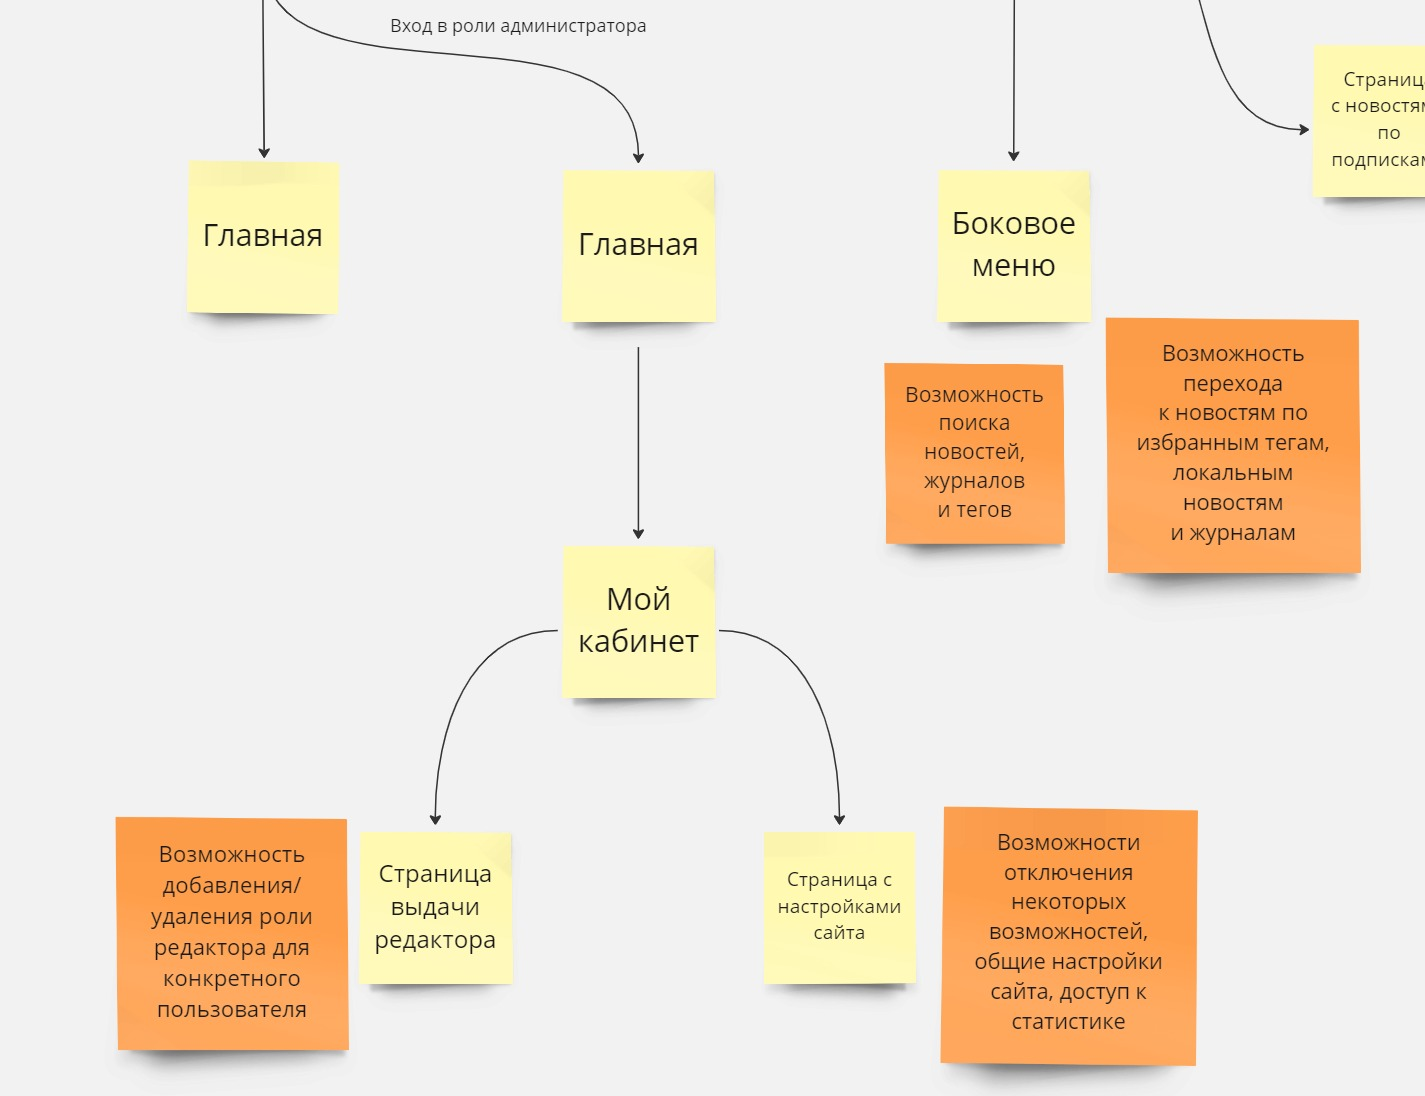 Вход в роли администратора
Главная
Главная
Боковое
меню
с
по
Возможность
поиска
новостей,
журналов
и тегов
Возможность
перехода
к новостям по
избранным тегам,
локальным
новостям
и журналам
Мой
кабинет
Возможность
добавления/
удаления роли
редактора для
конкретного
пользователя
Страница
выдачи
редактора
Страница с
настройками
сайта
Возможности
отключения
некоторых
возможностей,
общие настройки
сайта, доступ к
статистике